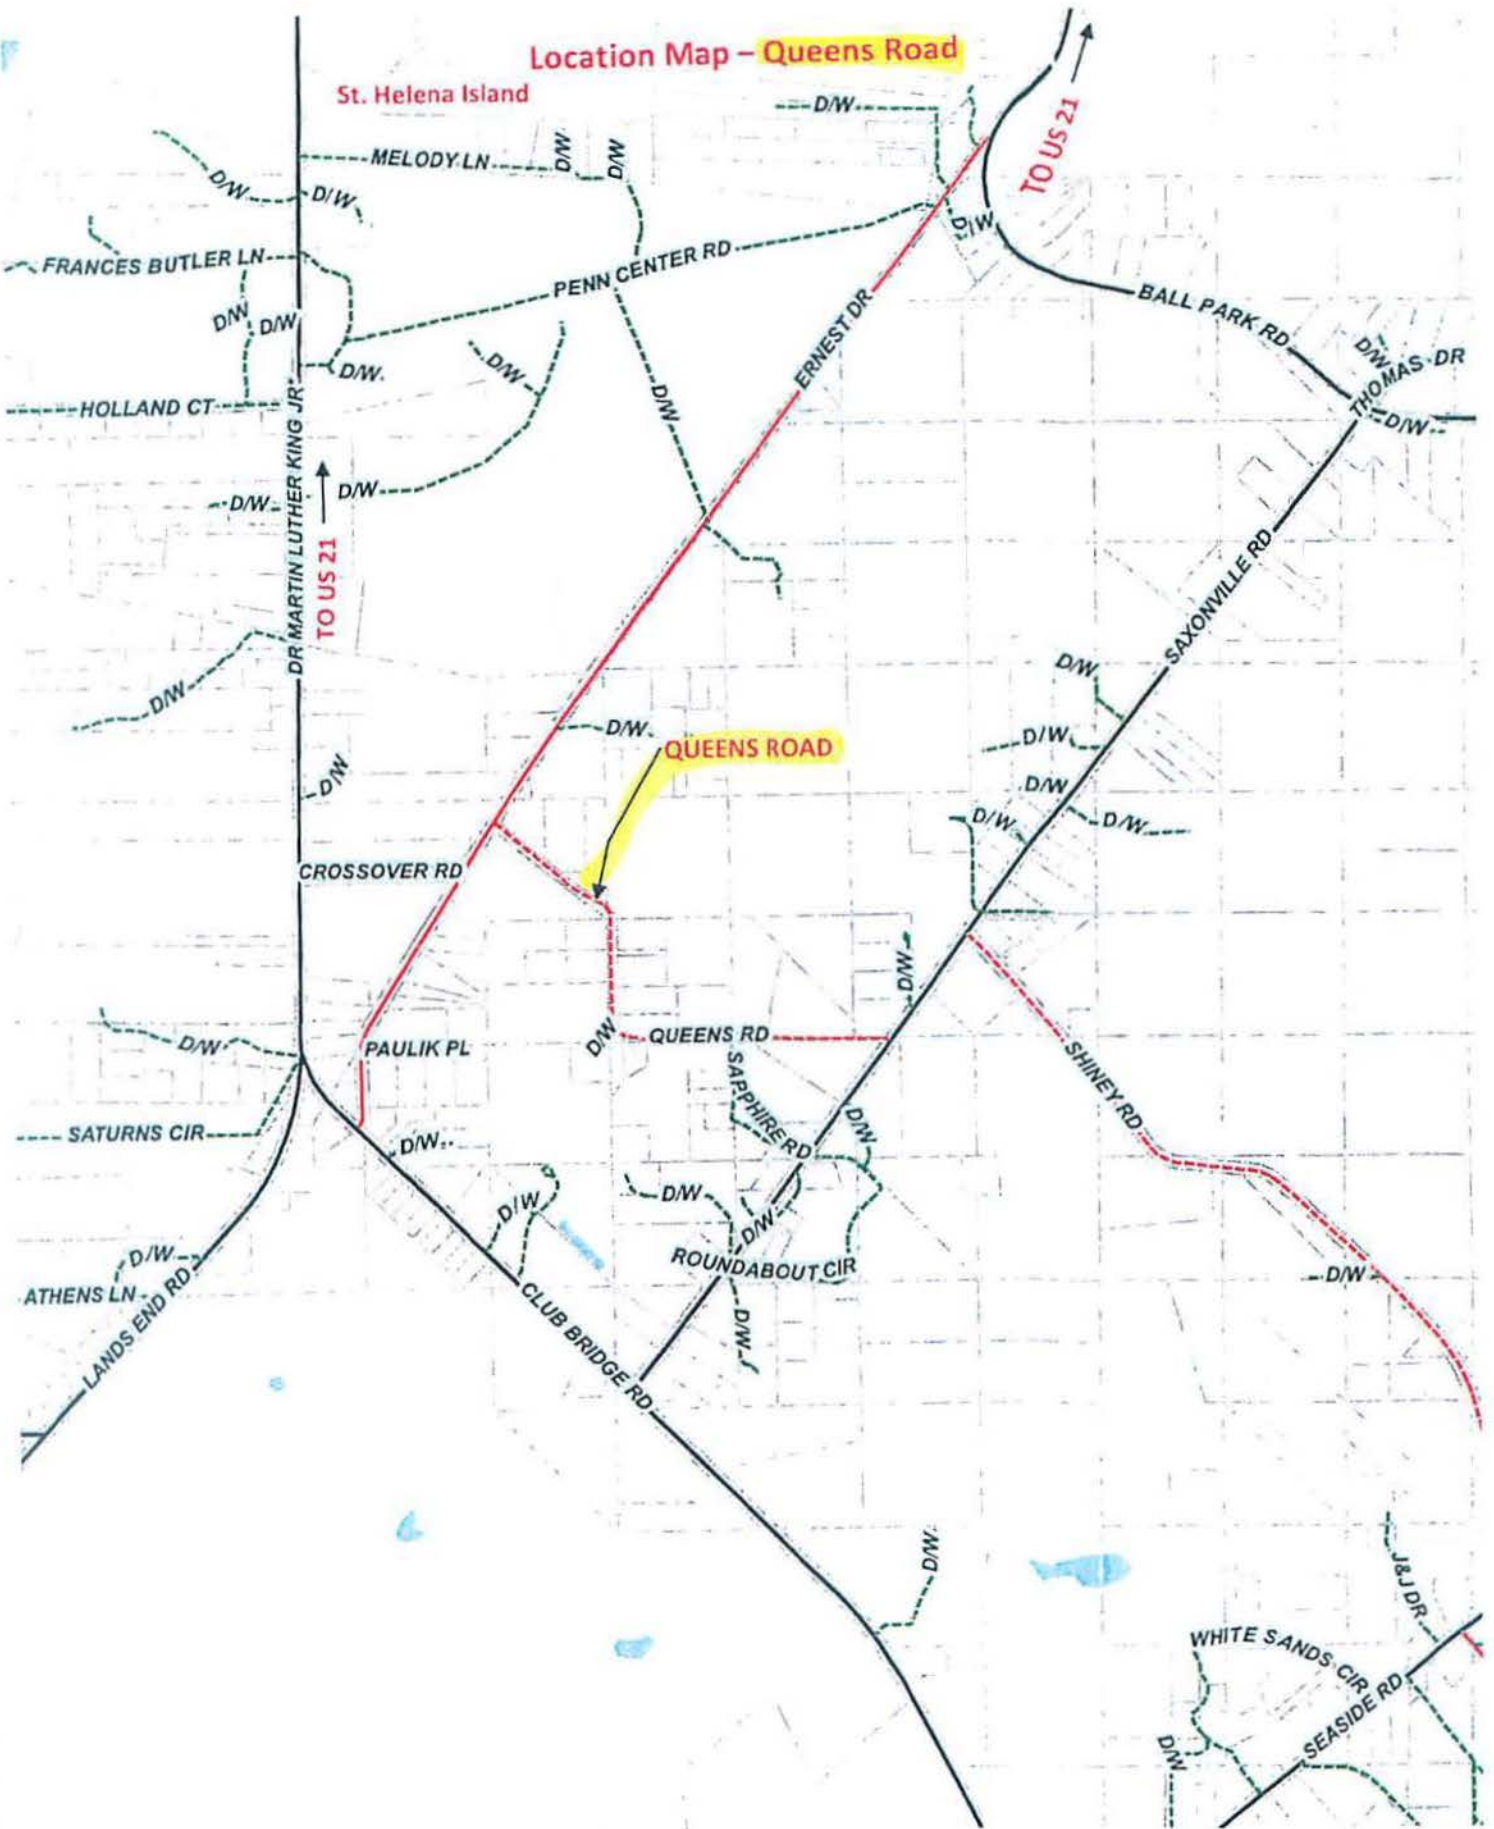 Location Map – Queens Road
St. Helena Island
D/W
TO US 21
MELODY LN
D/W
D/W
D/W
D/W
D/W
FRANCES BUTLER LN
PENN CENTER RD
BALL PARK RD
D/W
D/W
ERNEST DR
D/W
THOMAS DR
D/W
D/W
D/W
HOLLAND CT
D/W
DR MARTIN LUTHER KING JR
D/W
D/W
TO US 21
SAXONVILLE RD
D/W
D/W
D/W
D/W
QUEENS ROAD
D/W
D/W
D/W
D/W
CROSSOVER RD
D/W
D/W
QUEENS RD
PAULIK PL
D/W
SHINEY RD
SAPPHIRE RD
D/W
SATURNS CIR
D/W
D/W
D/W
D/W
D/W
ROUNDABOUT CIR
D/W
ATHENS LN
LANDS END RD
CLUB BRIDGE RD
D/W
D/W
J&J DR
WHITE SANDS CIR
SEASIDE RD
D/W